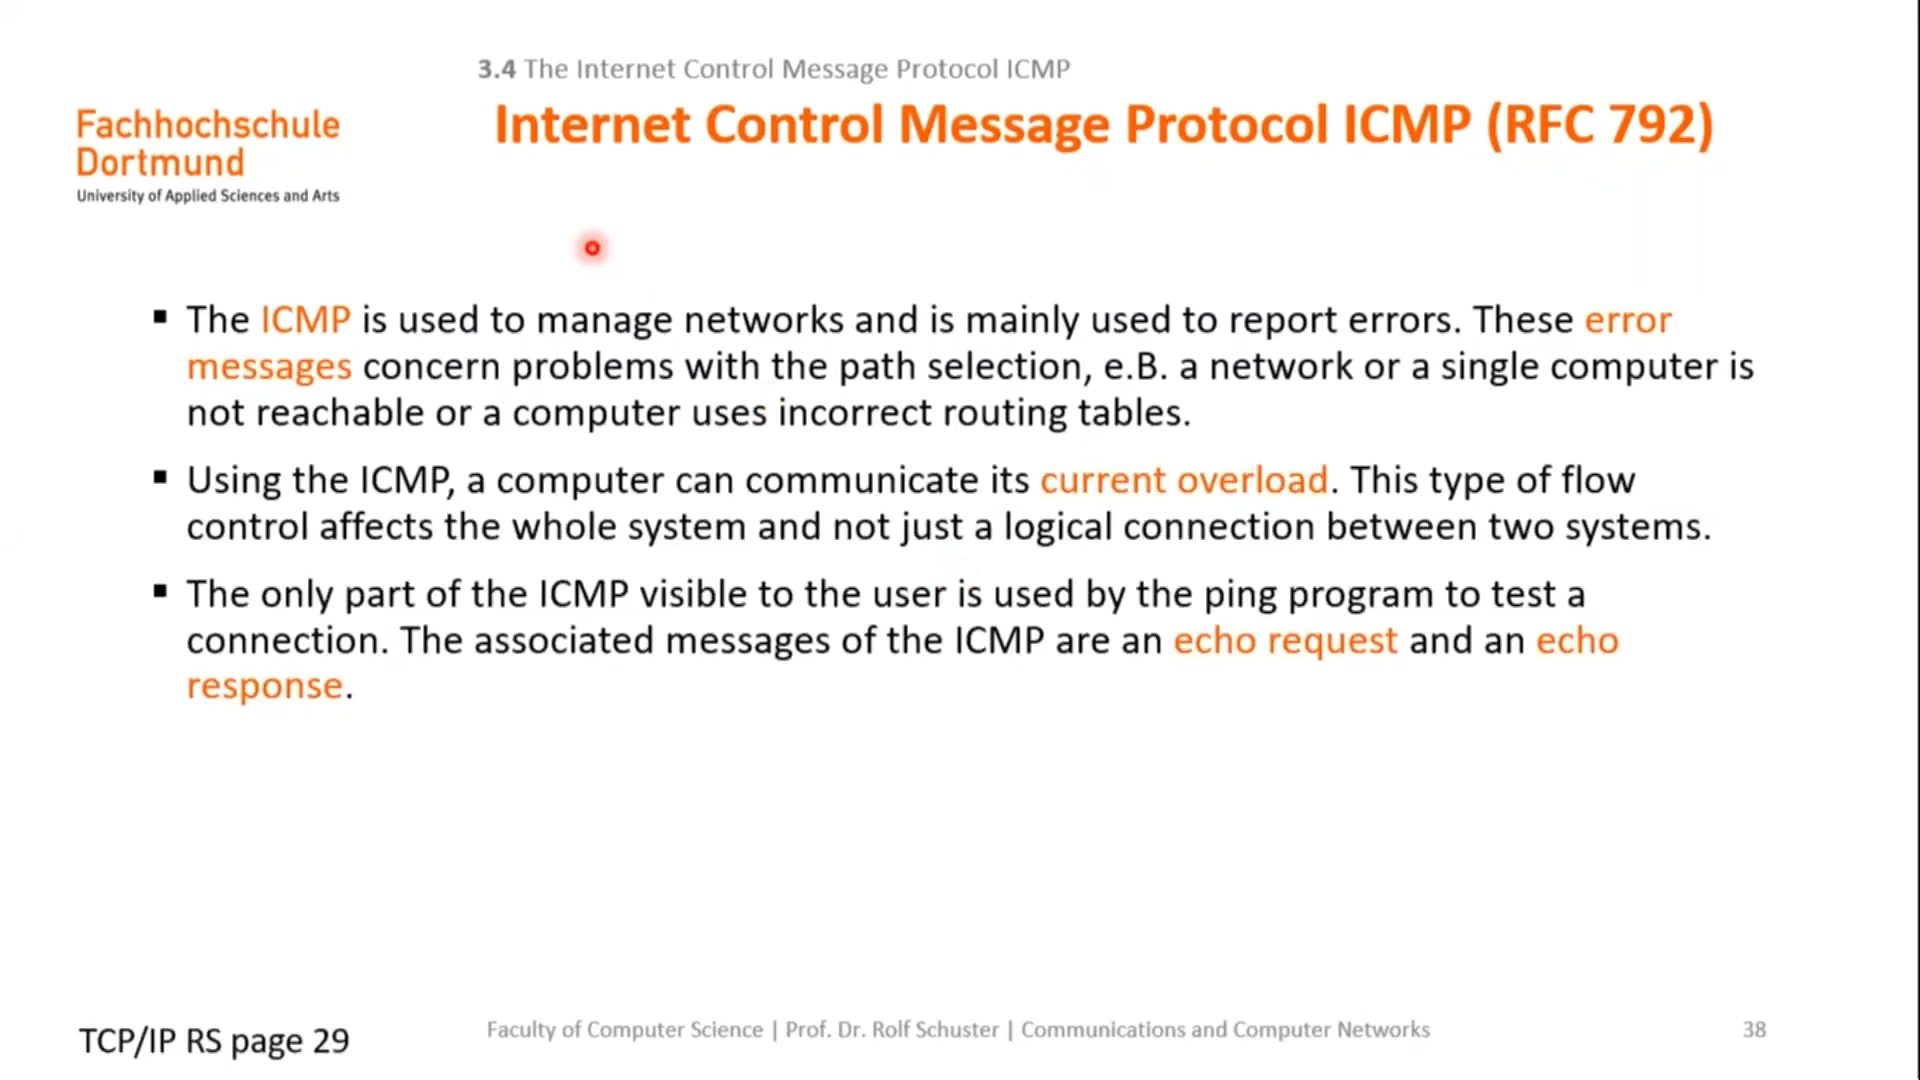 3.4 The Internet Control Message Protocol ICMP
Internet Control Message Protocol ICMP (RFC 792)
Fachhochschule
Dortmund
University of Applied Sciences and Arts
▪ The ICMP is used to manage networks and is mainly used to report errors. These error
messages concern problems with the path selection, e.B. a network or a single computer is
not reachable or a computer uses incorrect routing tables.
▪ Using the ICMP, a computer can communicate its current overload. This type of flow
control affects the whole system and not just a logical connection between two systems.
▪ The only part of the ICMP visible to the user is used by the ping program to test a
connection. The associated messages of the ICMP are an echo request and an echo
response.
TCP/IP RS page 29
Faculty of Computer Science | Prof. Dr. Rolf Schuster | Communications and Computer Networks
38